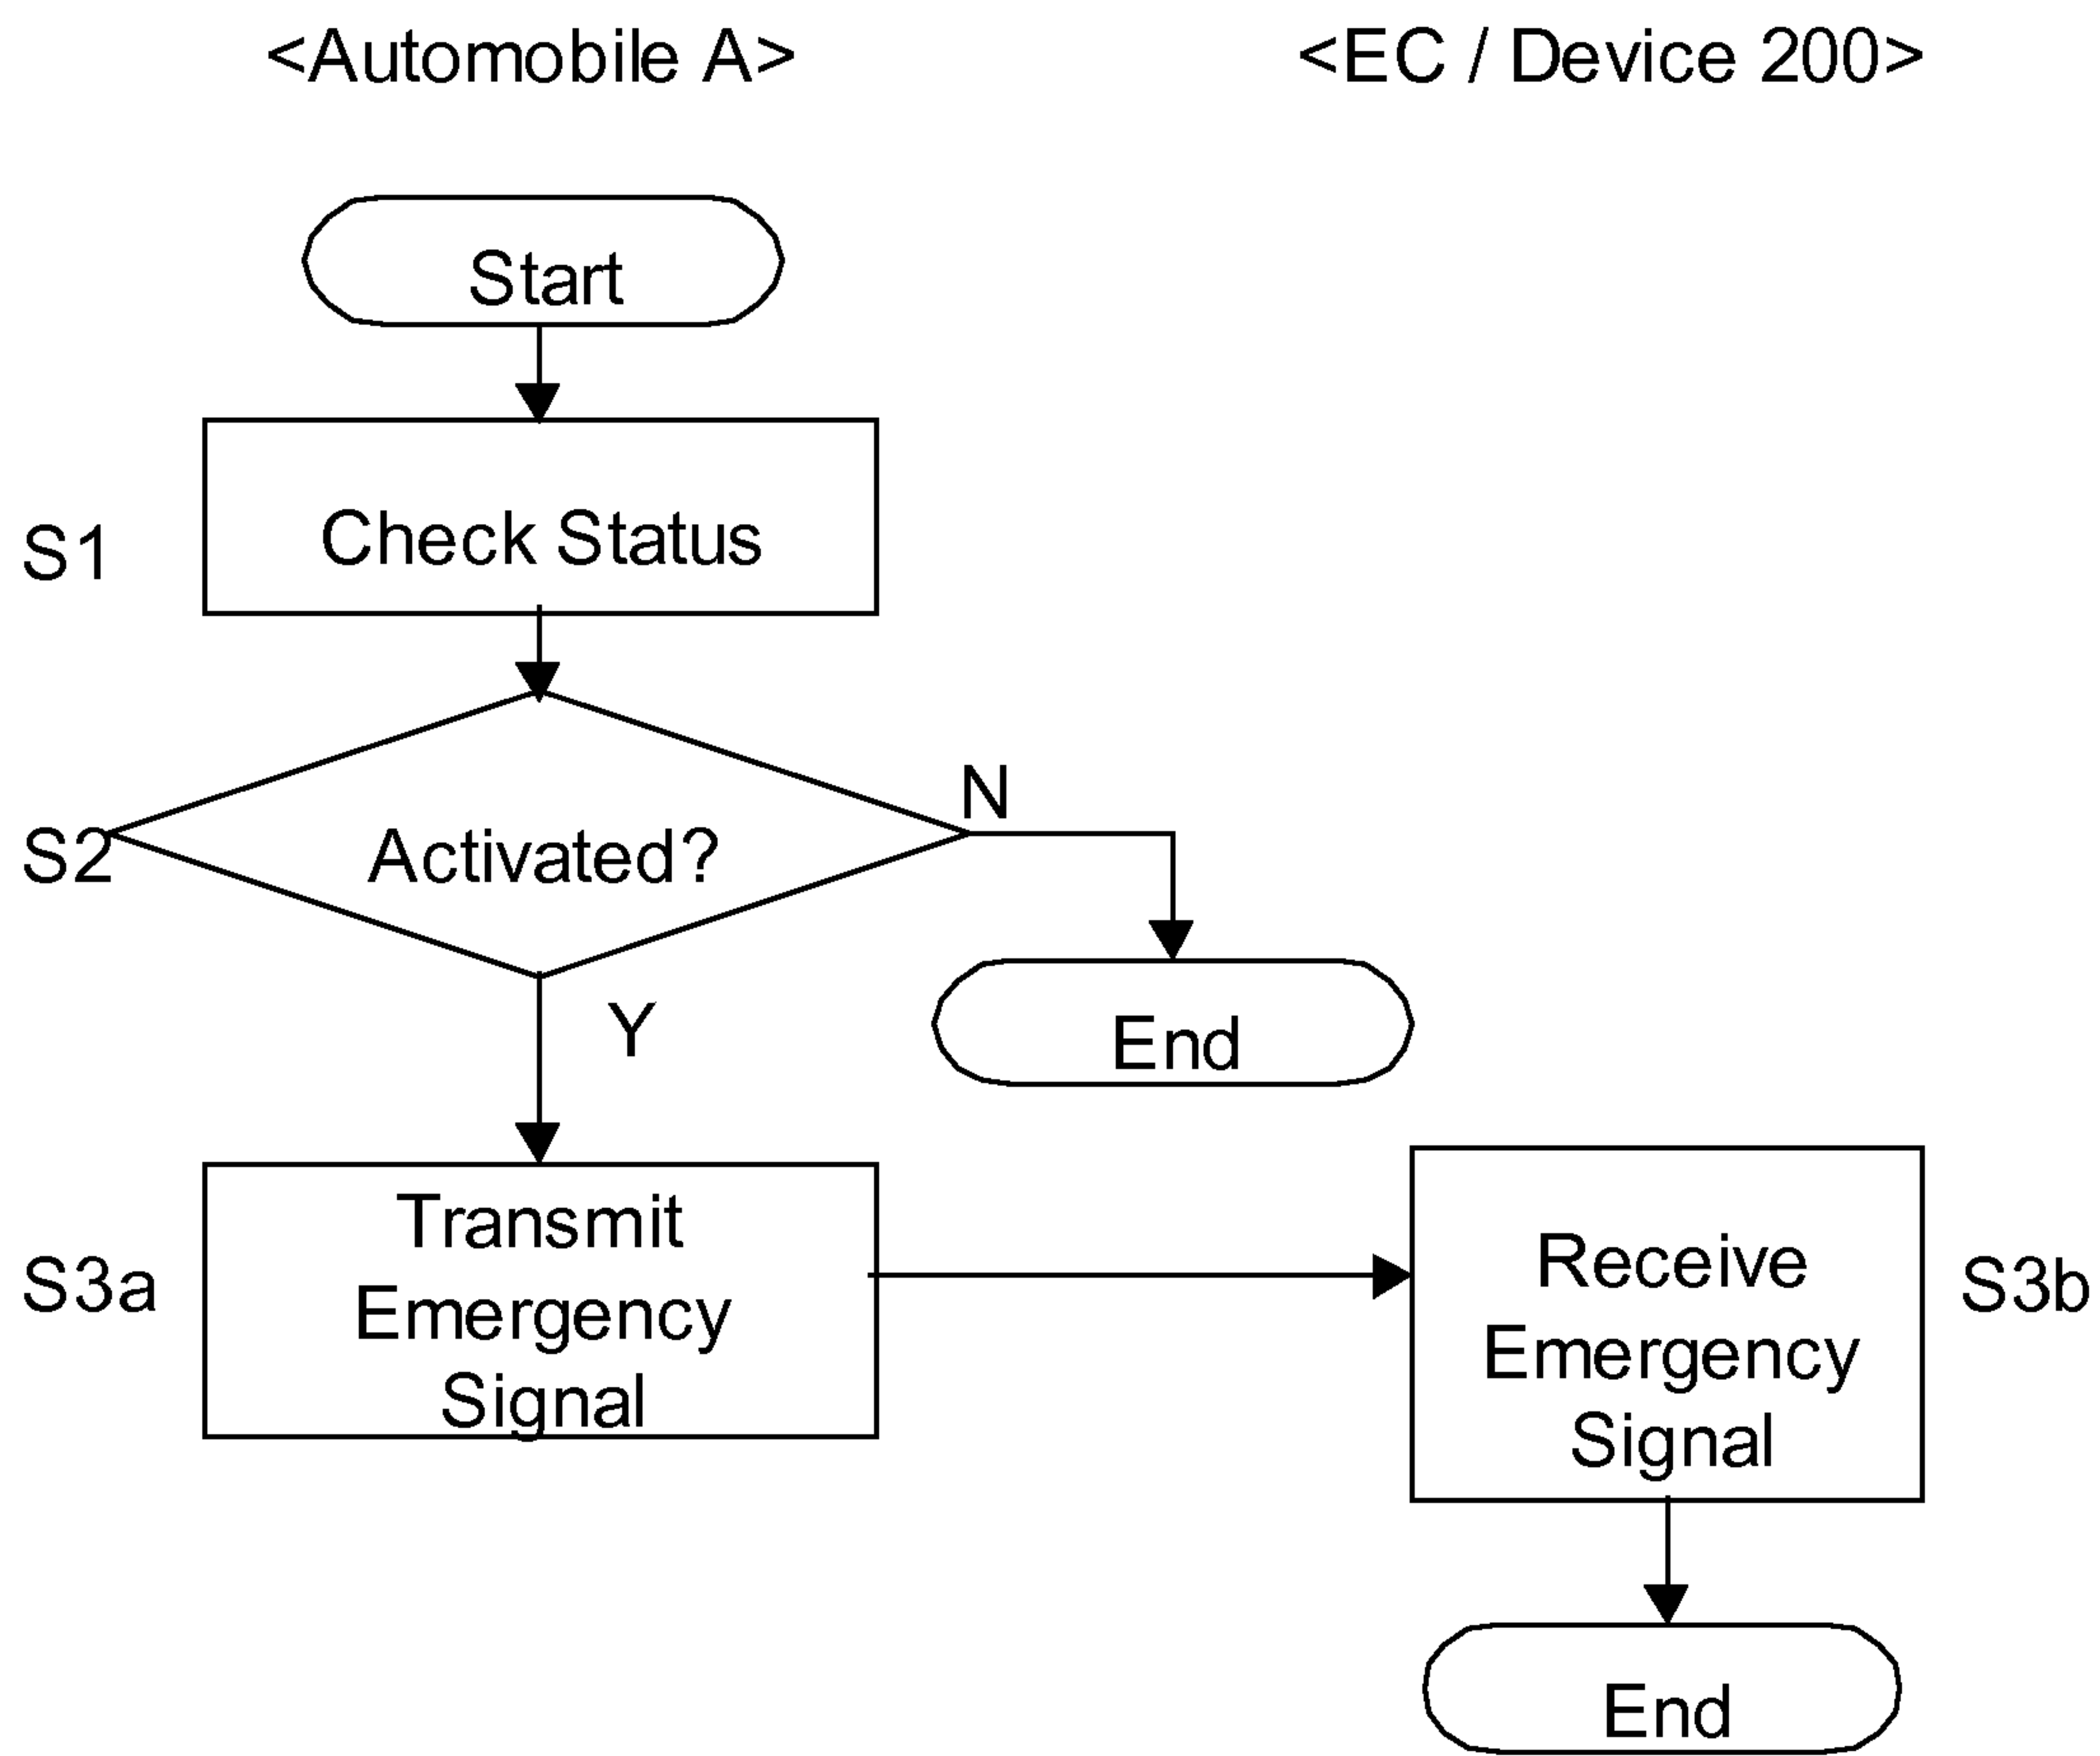 <Automobile A>
<EC / Device 200>
Start
S1
Check Status
S2
Activated?
N
Y
End
S3a
Transmit
Emergency
Signal
Receive
Emergency
Signal
S3b
End